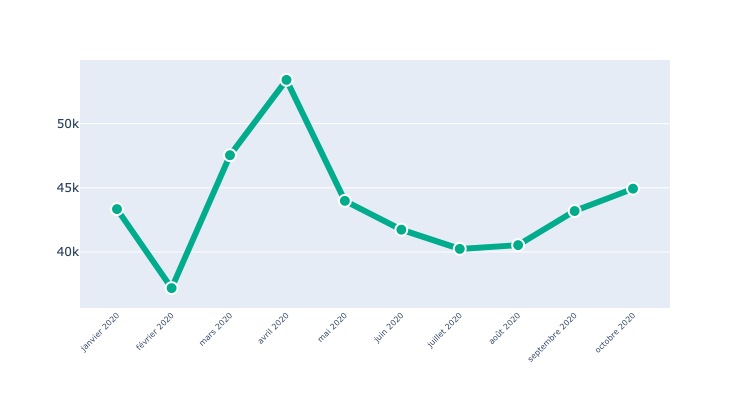 50k
45k
40k
janvier 2020
février 2020
mars 2020
avril 2020
mai 2020
juin 2020
juillet 2020
août 2020
septembre 2020
octobre 2020